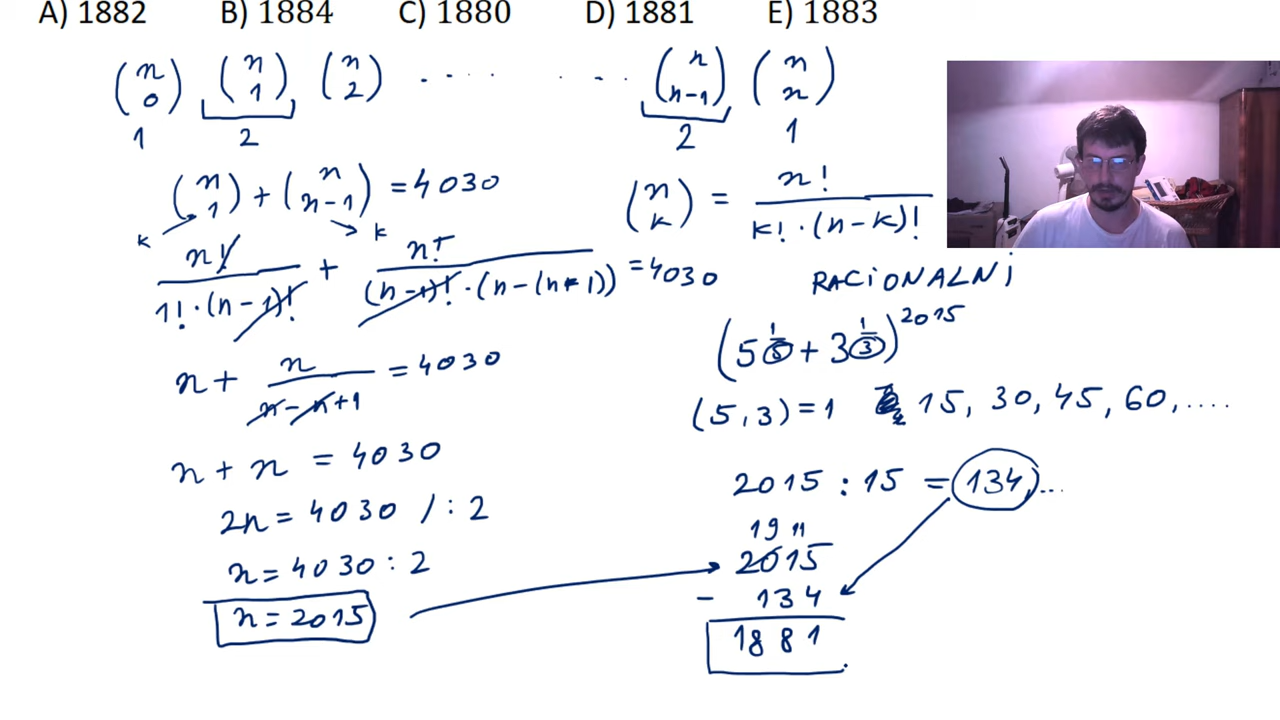 A) 1882 B) 1884 C) 1880 D) 1881 E) 1883
(n 0) (n 1) (n 2) ..... ... (n n-1) (n n)
1 2 2 1
(n 1) + (n n-1) = 4030
k k
n! / 1!·(n-1)! + n! / (n-1)!·(n-(n-1)) = 4030
n + n / n-n+1 = 4030
n + n = 4030
2n = 4030 / : 2
n = 4030 : 2
n = 2015
(n k) = n! / k!·(n-k)!
RACiONALNi
(5^1/5 + 3^1/3)^2015
(5,3)=1 15, 30, 45, 60, ....
2015 : 15 = 134,...
19 11
2015
- 134
1881